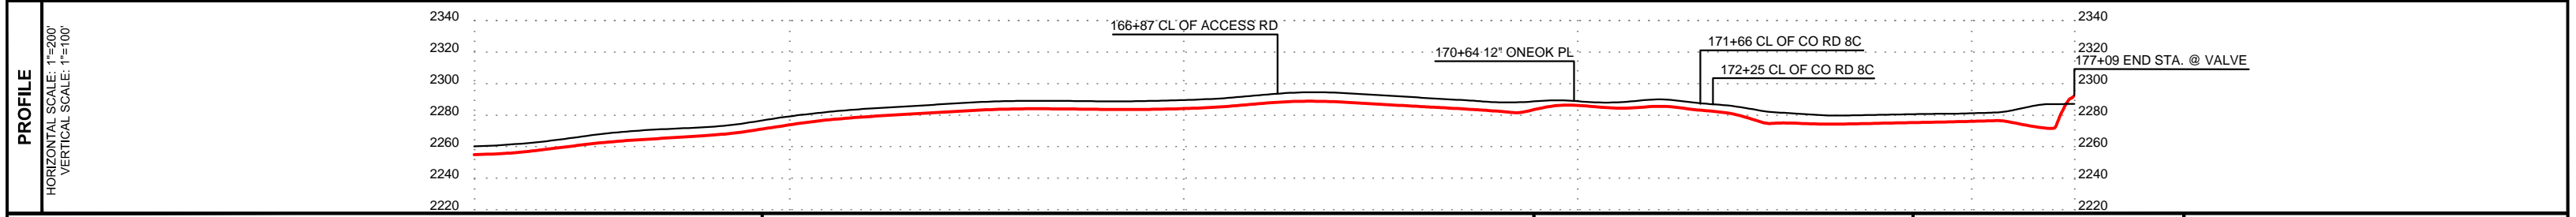 PROFILE
HORIZONTAL SCALE: 1"=200'
VERTICAL SCALE: 1"=100'
2340
2320
2300
2280
2260
2240
2220
166+87 CL OF ACCESS RD
170+64 12" ONEOK PL
171+66 CL OF CO RD 8C
172+25 CL OF CO RD 8C
177+09 END STA. @ VALVE
2340
2320
2300
2280
2260
2240
2220